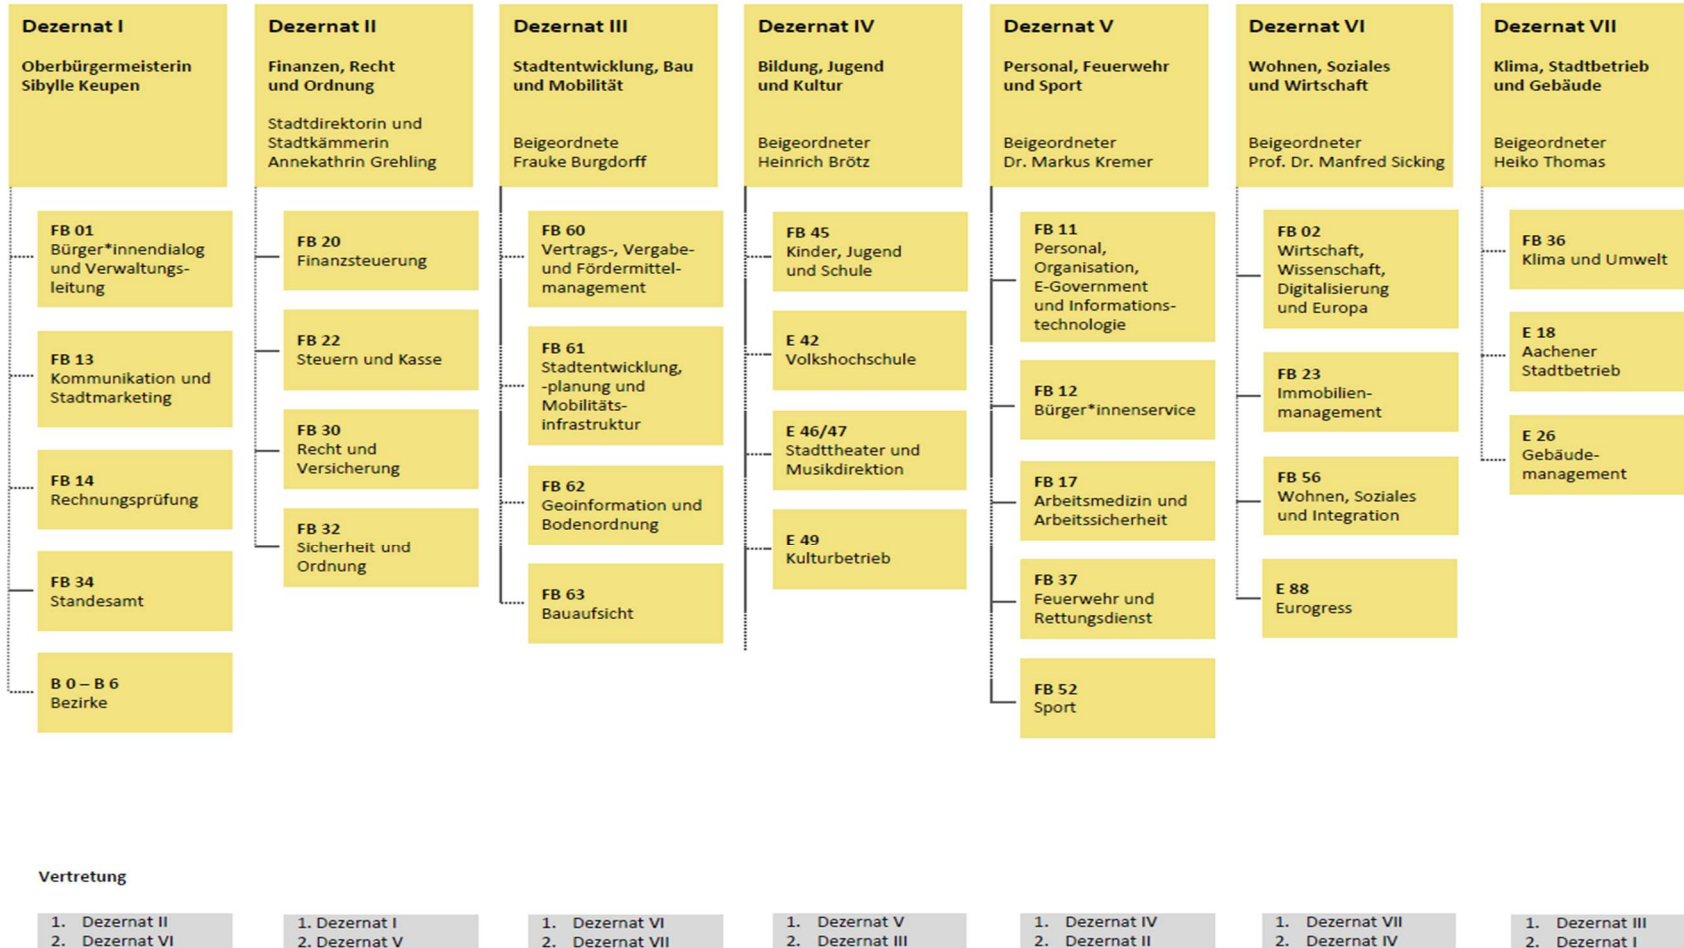 Dezernat I
Oberbürgermeisterin
Sibylle Keupen
FB 01
Bürger*innendialog
und Verwaltungs-
leitung
FB 13
Kommunikation und
Stadtmarketing
FB 14
Rechnungsprüfung
FB 34
Standesamt
B 0 – B 6
Bezirke
Dezernat II
Finanzen, Recht
und Ordnung
Stadtdirektorin und
Stadtkämmerin
Annekathrin Grehling
FB 20
Finanzsteuerung
FB 22
Steuern und Kasse
FB 30
Recht und
Versicherung
FB 32
Sicherheit und
Ordnung
Dezernat III
Stadtentwicklung, Bau
und Mobilität
Beigeordnete
Frauke Burgdorff
FB 60
Vertrags-, Vergabe-
und Fördermittel-
management
FB 61
Stadtentwicklung,
-planung und
Mobilitäts-
infrastruktur
FB 62
Geoinformation und
Bodenordnung
FB 63
Bauaufsicht
Dezernat IV
Bildung, Jugend
und Kultur
Beigeordneter
Heinrich Brötz
FB 45
Kinder, Jugend
und Schule
E 42
Volkshochschule
E 46/47
Stadttheater und
Musikdirektion
E 49
Kulturbetrieb
Dezernat V
Personal, Feuerwehr
und Sport
Beigeordneter
Dr. Markus Kremer
FB 11
Personal,
Organisation,
E-Government
und Informations-
technologie
FB 12
Bürger*innenservice
FB 17
Arbeitsmedizin und
Arbeitssicherheit
FB 37
Feuerwehr und
Rettungsdienst
FB 52
Sport
Dezernat VI
Wohnen, Soziales
und Wirtschaft
Beigeordneter
Prof. Dr. Manfred Sicking
FB 02
Wirtschaft,
Wissenschaft,
Digitalisierung
und Europa
FB 23
Immobilien-
management
FB 56
Wohnen, Soziales
und Integration
E 88
Eurogress
Dezernat VII
Klima, Stadtbetrieb
und Gebäude
Beigeordneter
Heiko Thomas
FB 36
Klima und Umwelt
E 18
Aachener
Stadtbetrieb
E 26
Gebäude-
management
Vertretung
1. Dezernat II
2. Dezernat VI
1. Dezernat I
2. Dezernat V
1. Dezernat VI
2. Dezernat VII
1. Dezernat V
2. Dezernat III
1. Dezernat IV
2. Dezernat II
1. Dezernat VII
2. Dezernat IV
1. Dezernat III
2. Dezernat I